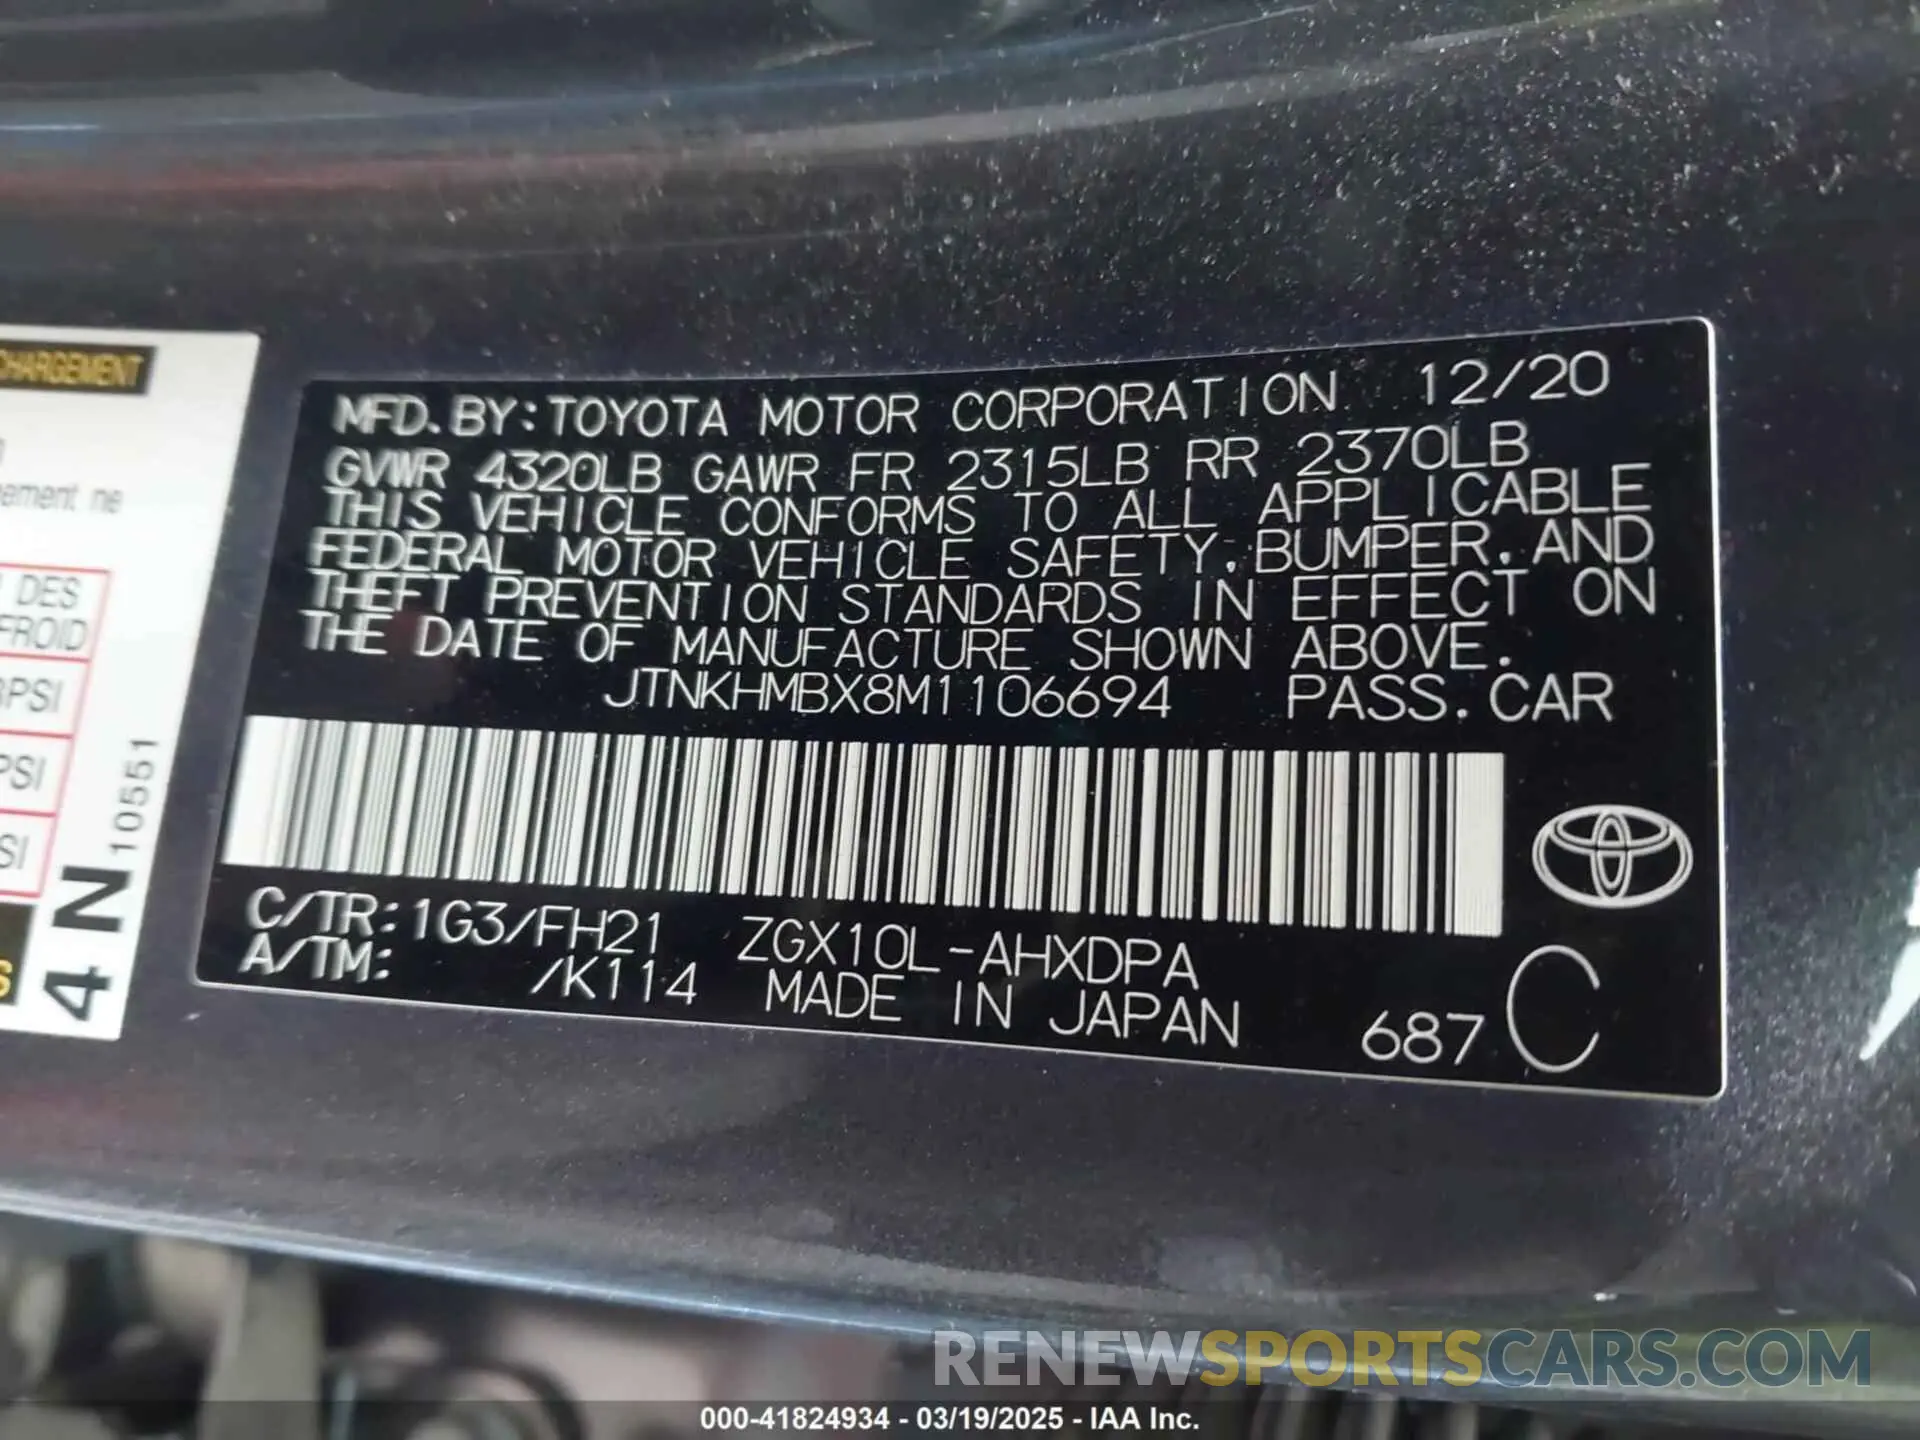 CHARGEMENT
ement ne
DES
FROID
PSI
PSI
SI
4 N 10551
MFD. BY: TOYOTA MOTOR CORPORATION 12/20
GVWR 4320LB GAWR FR 2315LB RR 2370LB
THIS VEHICLE CONFORMS TO ALL APPLICABLE
FEDERAL MOTOR VEHICLE SAFETY, BUMPER, AND
THEFT PREVENTION STANDARDS IN EFFECT ON
THE DATE OF MANUFACTURE SHOWN ABOVE.
JTNKHMBX8M1106694 PASS. CAR
C/TR: 1G3/FH21 ZGX10L-AHXDPA
A/TM: /K114 MADE IN JAPAN 687 C
RENEWSPORTSCARS.COM
000-41824934 - 03/19/2025 - IAA Inc.